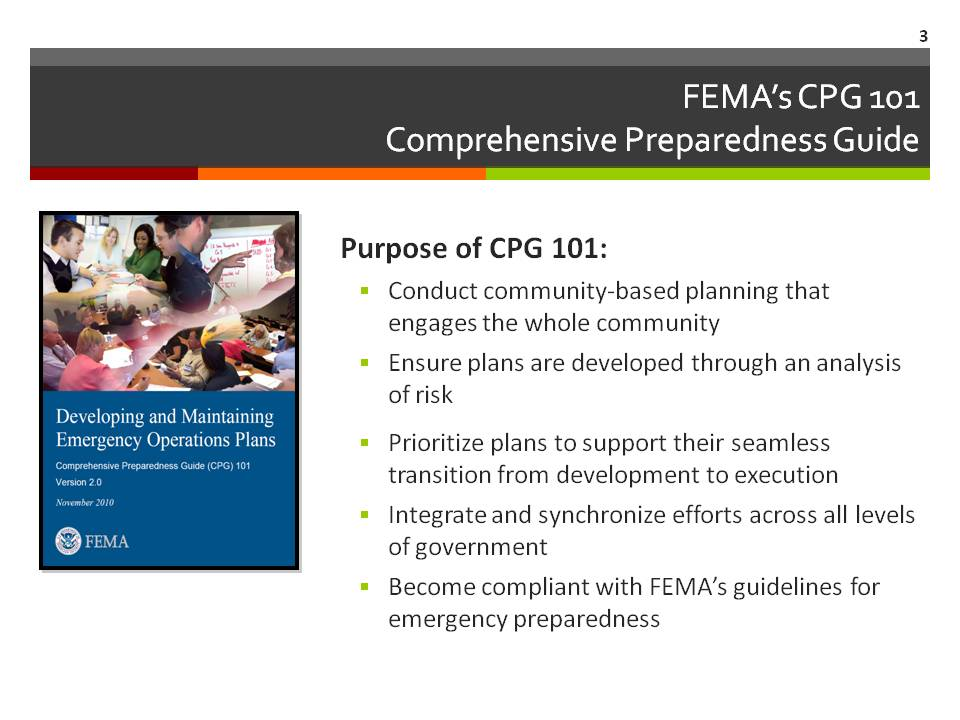 3
FEMA’s CPG 101
Comprehensive Preparedness Guide
Developing and Maintaining
Emergency Operations Plans
Comprehensive Preparedness Guide (CPG) 101
Version 2.0
November 2010
FEMA
Purpose of CPG 101:
▪ Conduct community-based planning that
engages the whole community
▪ Ensure plans are developed through an analysis
of risk
▪ Prioritize plans to support their seamless
transition from development to execution
▪ Integrate and synchronize efforts across all levels
of government
▪ Become compliant with FEMA’s guidelines for
emergency preparedness